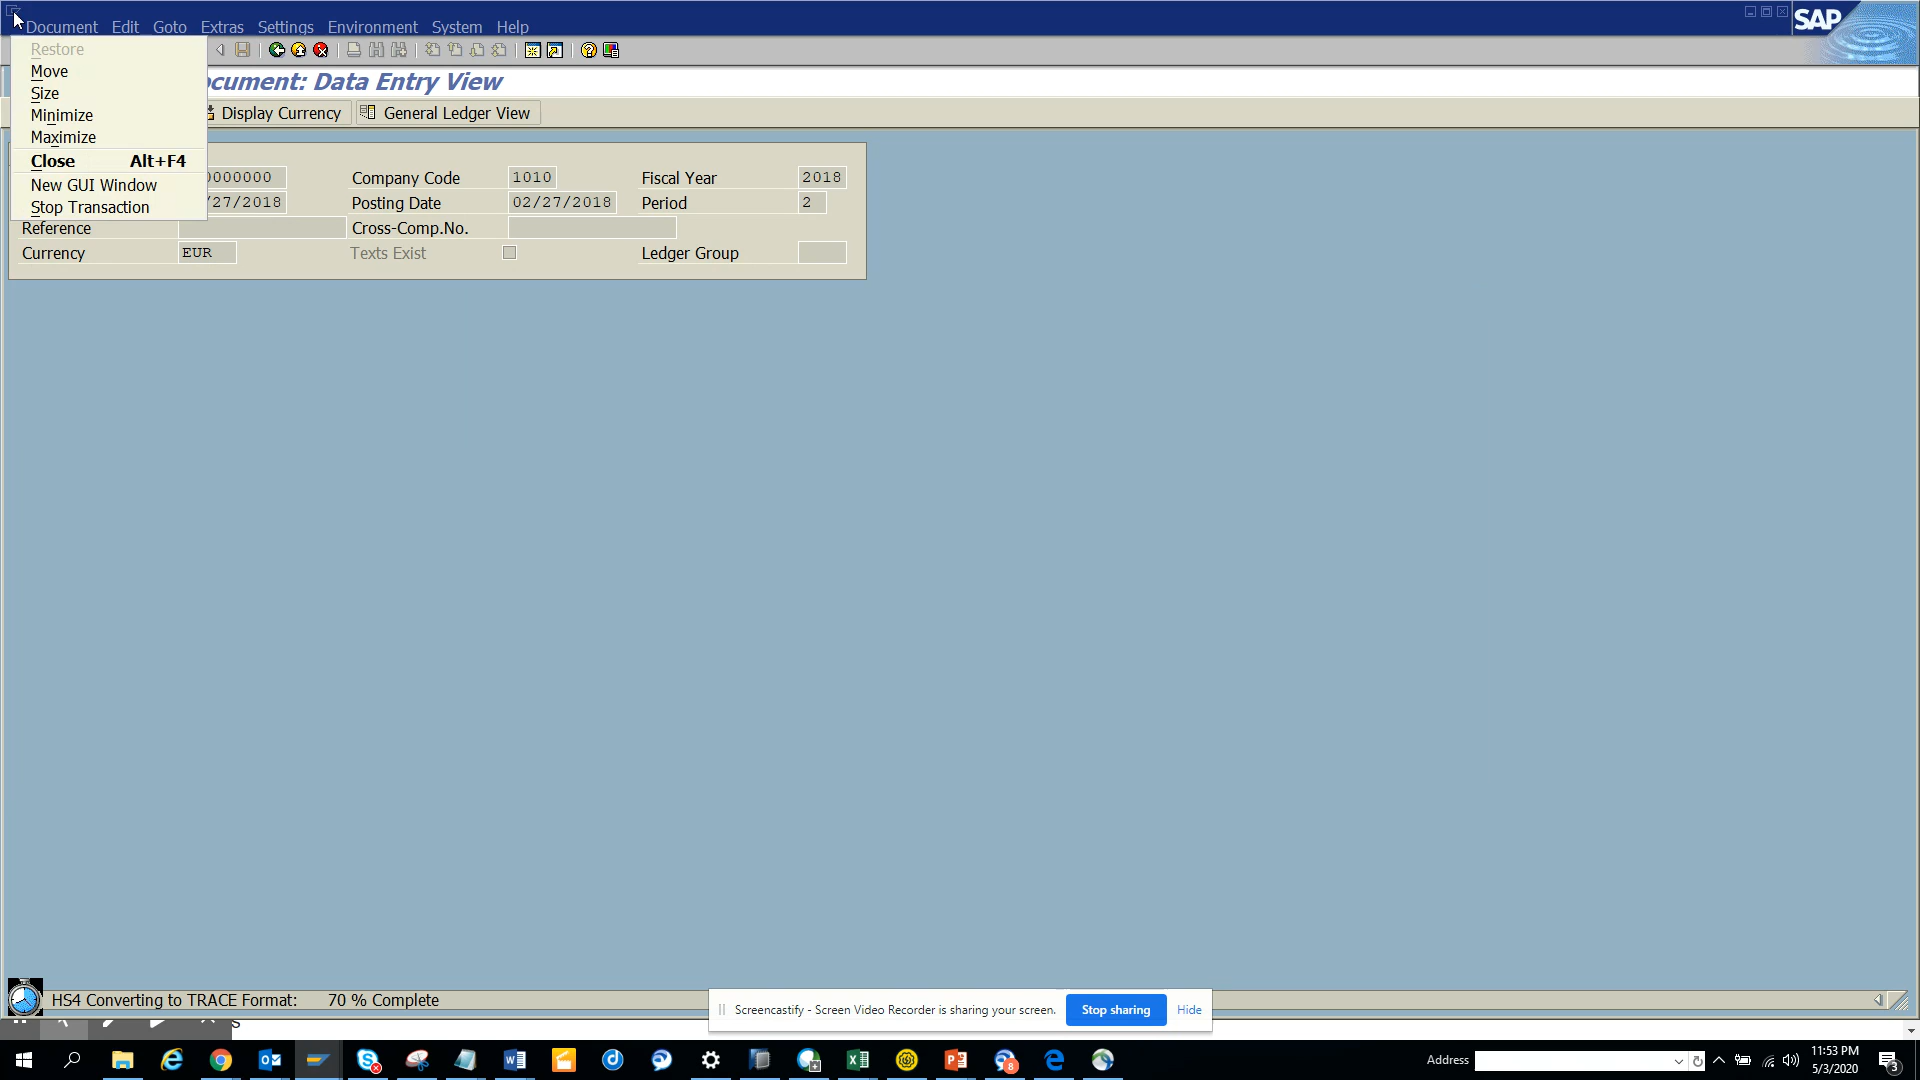 Document Edit Goto Extras Settings Environment System Help
SAP
Restore
Move
Size
Minimize
Maximize
Close Alt+F4
New GUI Window
Stop Transaction
Data Entry View
Display Currency General Ledger View
Company Code 1010 Fiscal Year 2018
Posting Date 02/27/2018 Period 2
Reference Cross-Comp.No.
Currency EUR Texts Exist Ledger Group
HS4 Converting to TRACE Format: 70 % Complete
Screencastify - Screen Video Recorder is sharing your screen. Stop sharing Hide
Address
11:53 PM
5/3/2020
8
3